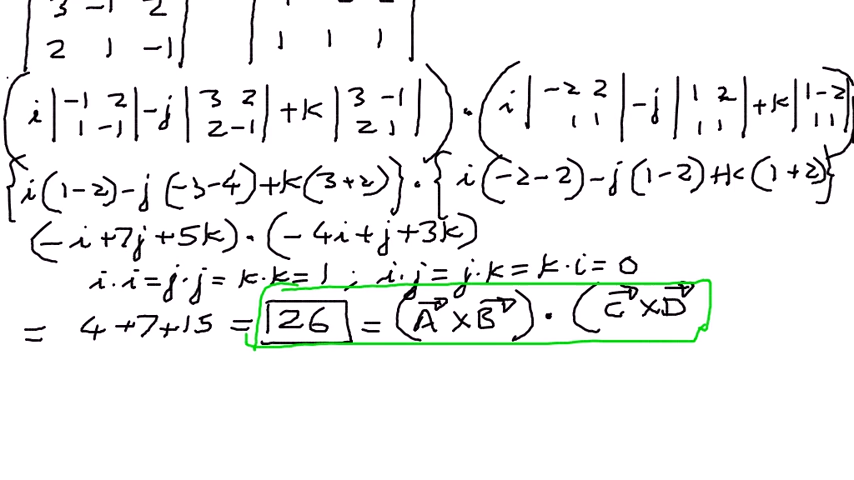 | 3 -1 2 |
| 2 1 -1 | | 1 1 1 |
( i | -1 2 | - j | 3 2 | + k | 3 -1 | ) · ( i | -2 2 | - j | 1 2 | + k | 1 -2 | )
| 1 -1 | | 2 -1 | | 2 1 | | 1 1 | | 1 1 | | 1 1 |
{ i(1-2) - j(-3-4) + k(3+2) } · { i(-2-2) - j(1-2) + k(1+2) }
(-i+7j+5k) · (-4i+j+3k)
i·i = j·j = k·k = 1 ; i·j = j·k = k·i = 0
= 4+7+15 = 26 = (A⃗ × B⃗) · (C⃗ × D⃗)